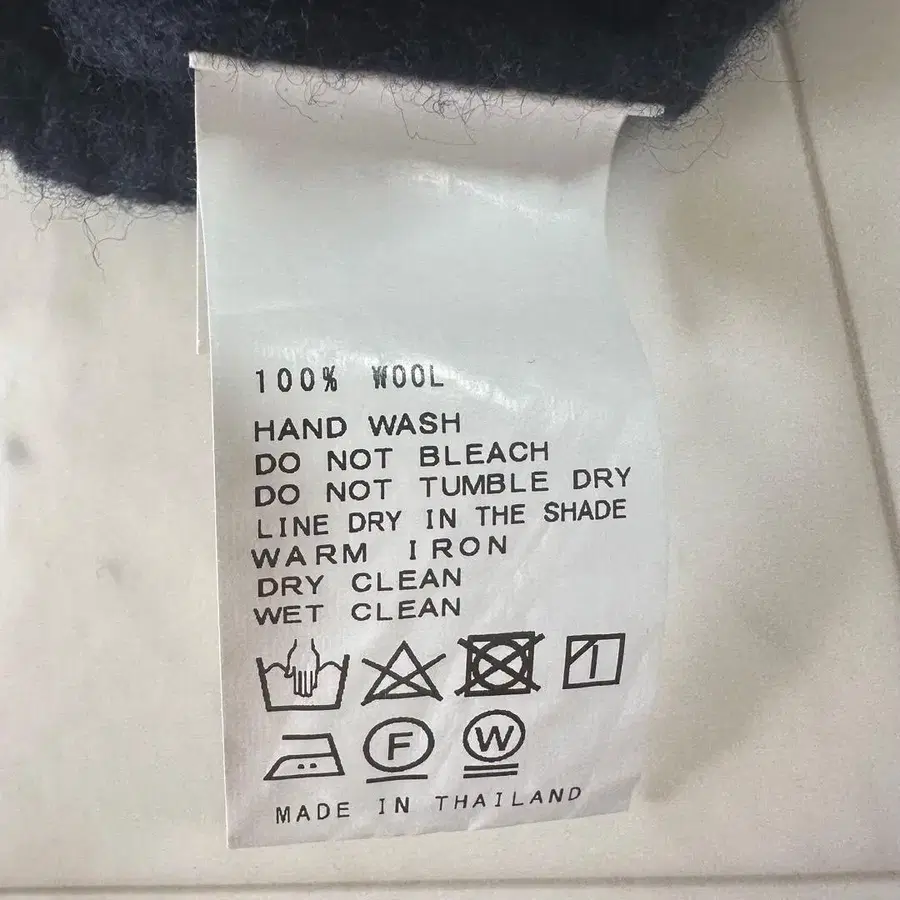 100% WOOL
HAND WASH
DO NOT BLEACH
DO NOT TUMBLE DRY
LINE DRY IN THE SHADE
WARM IRON
DRY CLEAN
WET CLEAN
F W
MADE IN THAILAND